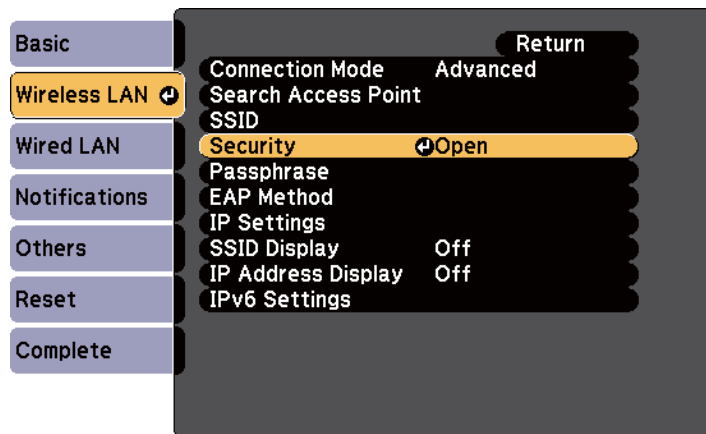 Basic
Wireless LAN
Wired LAN
Notifications
Others
Reset
Complete
Return
Connection Mode Advanced
Search Access Point
SSID
Security Open
Passphrase
EAP Method
IP Settings
SSID Display Off
IP Address Display Off
IPv6 Settings